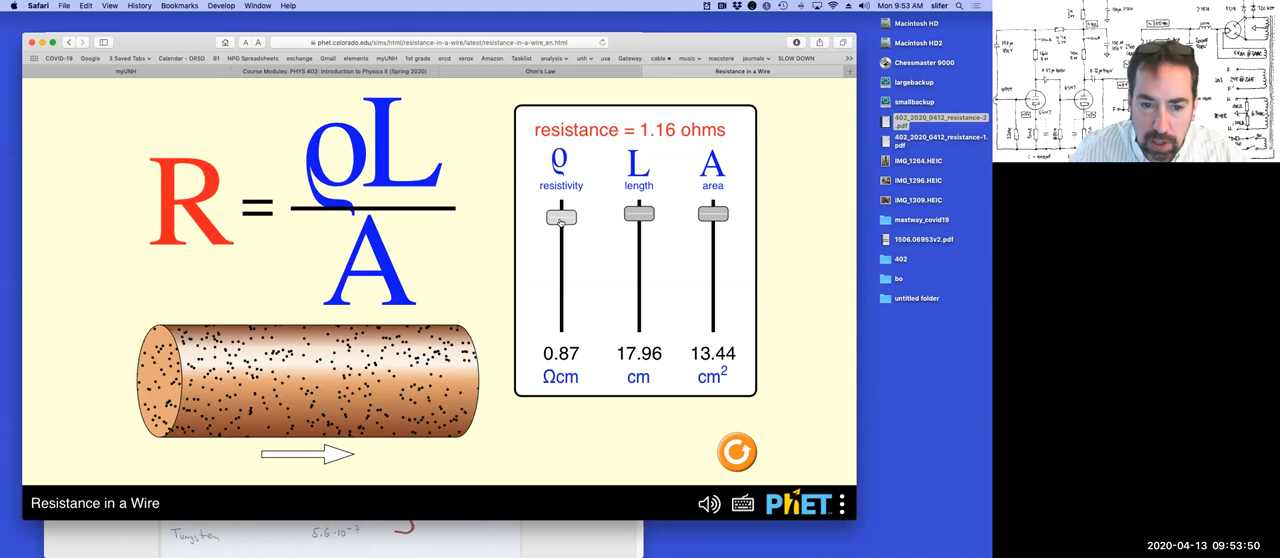 Safari File Edit View History Bookmarks Develop Window Help
Mon 9:53 AM slifer
phet.colorado.edu/sims/html/resistance-in-a-wire/latest/resistance-in-a-wire_en.html
COVID-19 Google 3 Saved Tabs Calendar - ORSD B1 NPG Spreadsheets exchange Gmail elements myUNH 1st grade orcd xerox Amazon Tasklist analysis unh uva Gateway cable music macstore journals SLOW DOWN
myUNH
Course Modules: PHYS 402: Introduction to Physics II (Spring 2020)
Ohm's Law
Resistance in a Wire
R = ρL
A
resistance = 1.16 ohms
ρ L A
resistivity length area
0.87 17.96 13.44
Ωcm cm cm²
Resistance in a Wire
PhET
Tungsten 5.6·10⁻⁷
Macintosh HD
Macintosh HD2
Chessmaster 9000
largebackup
smallbackup
402_2020_0412_resistance-2
.pdf
402_2020_0412_resistance-1.
pdf
IMG_1264.HEIC
IMG_1296.HEIC
IMG_1309.HEIC
mastway_covid19
1506.06953v2.pdf
402
bo
untitled folder
2020-04-13 09:53:50